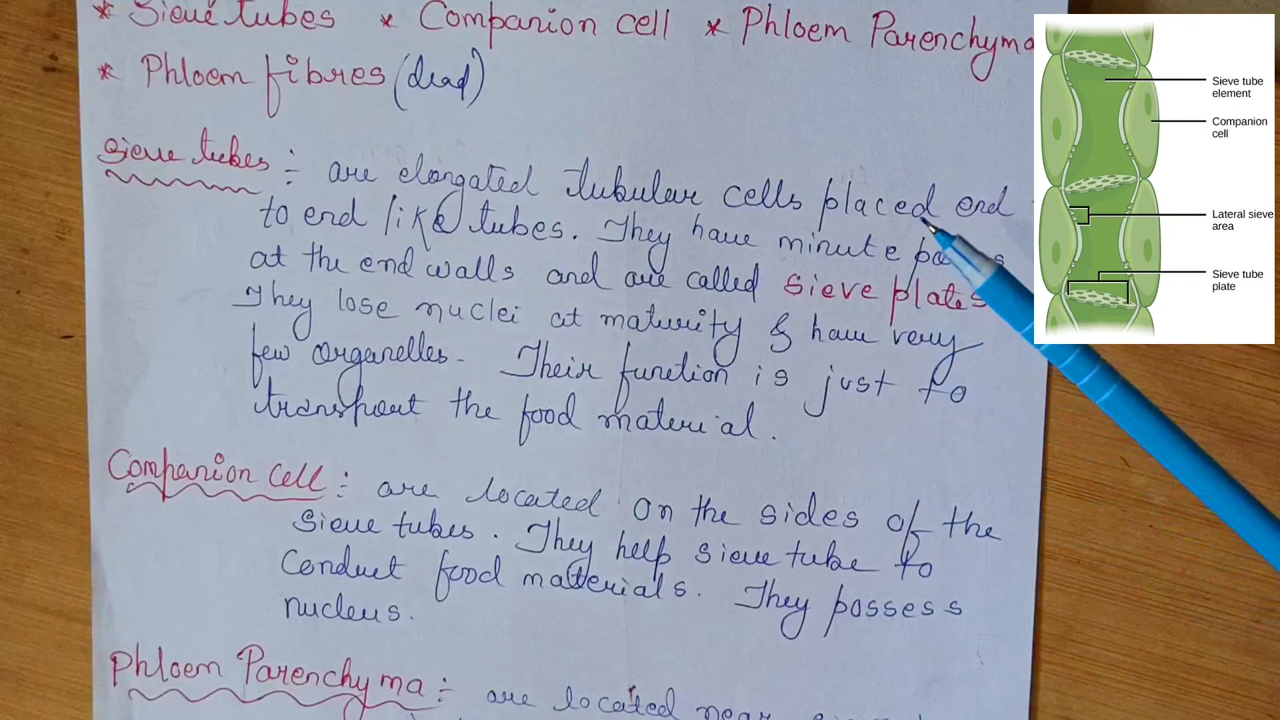 * Sieve tubes * Companion cell * Phloem Parenchyma
* Phloem fibres (dead)
Sieve tubes :- are elongated tubular cells placed end
to end like tubes. They have minute
at the end walls and are called sieve plates
They lose nuclei at maturity & have very
few organelles. Their function is just to
transport the food material.
Companion cell :- are located on the sides of the
sieve tubes. They help sieve tube to
conduct food materials. They possess
nucleus.
Phloem Parenchyma :- are located near
Sieve tube
element
Companion
cell
Lateral sieve
area
Sieve tube
plate